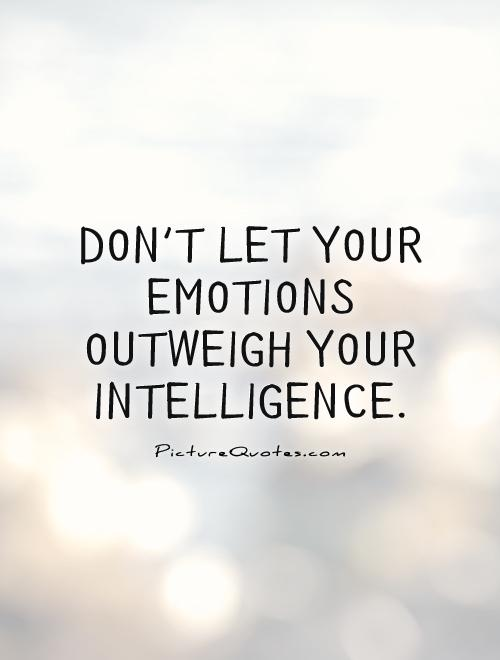 DON'T LET YOUR
EMOTIONS
OUTWEIGH YOUR
INTELLIGENCE.
PictureQuotes.com